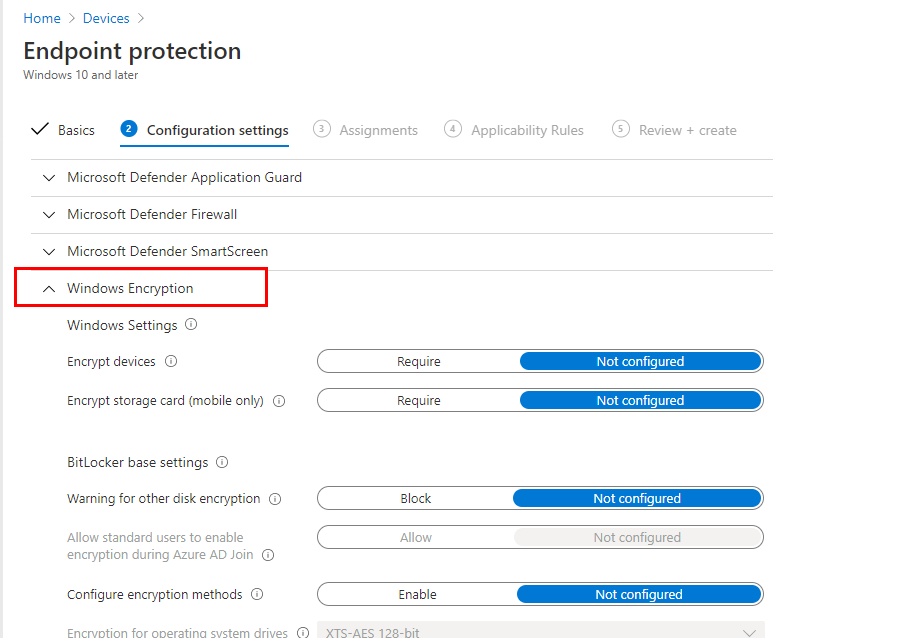 Home > Devices >
Endpoint protection
Windows 10 and later
Basics 2 Configuration settings 3 Assignments 4 Applicability Rules 5 Review + create
Microsoft Defender Application Guard
Microsoft Defender Firewall
Microsoft Defender SmartScreen
Windows Encryption
Windows Settings
Encrypt devices Require Not configured
Encrypt storage card (mobile only) Require Not configured
BitLocker base settings
Warning for other disk encryption Block Not configured
Allow standard users to enable
encryption during Azure AD Join Allow Not configured
Configure encryption methods Enable Not configured
Encryption for operating system drives XTS-AES 128-bit